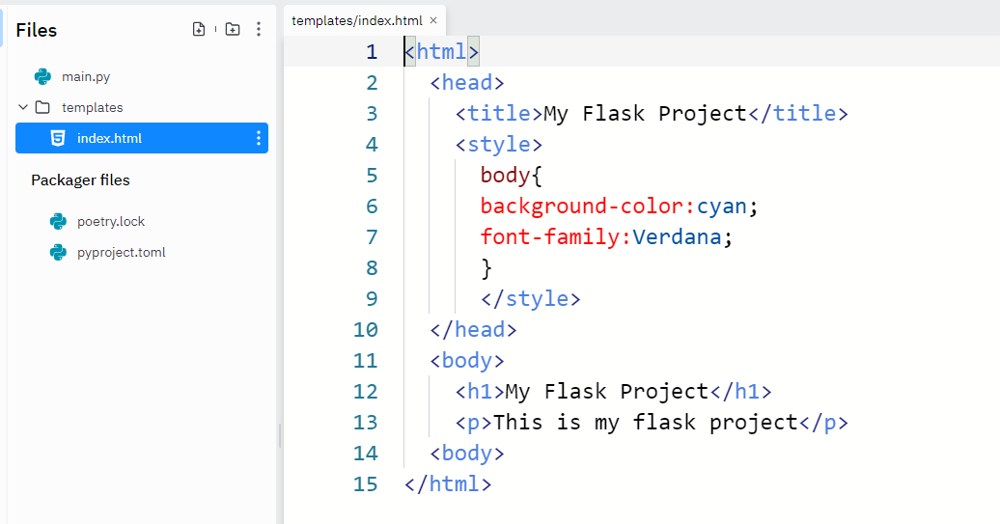 Files
main.py
templates
index.html
Packager files
poetry.lock
pyproject.toml
templates/index.html ×
1 <html>
2 <head>
3 <title>My Flask Project</title>
4 <style>
5 body{
6 background-color:cyan;
7 font-family:Verdana;
8 }
9 </style>
10 </head>
11 <body>
12 <h1>My Flask Project</h1>
13 <p>This is my flask project</p>
14 <body>
15 </html>